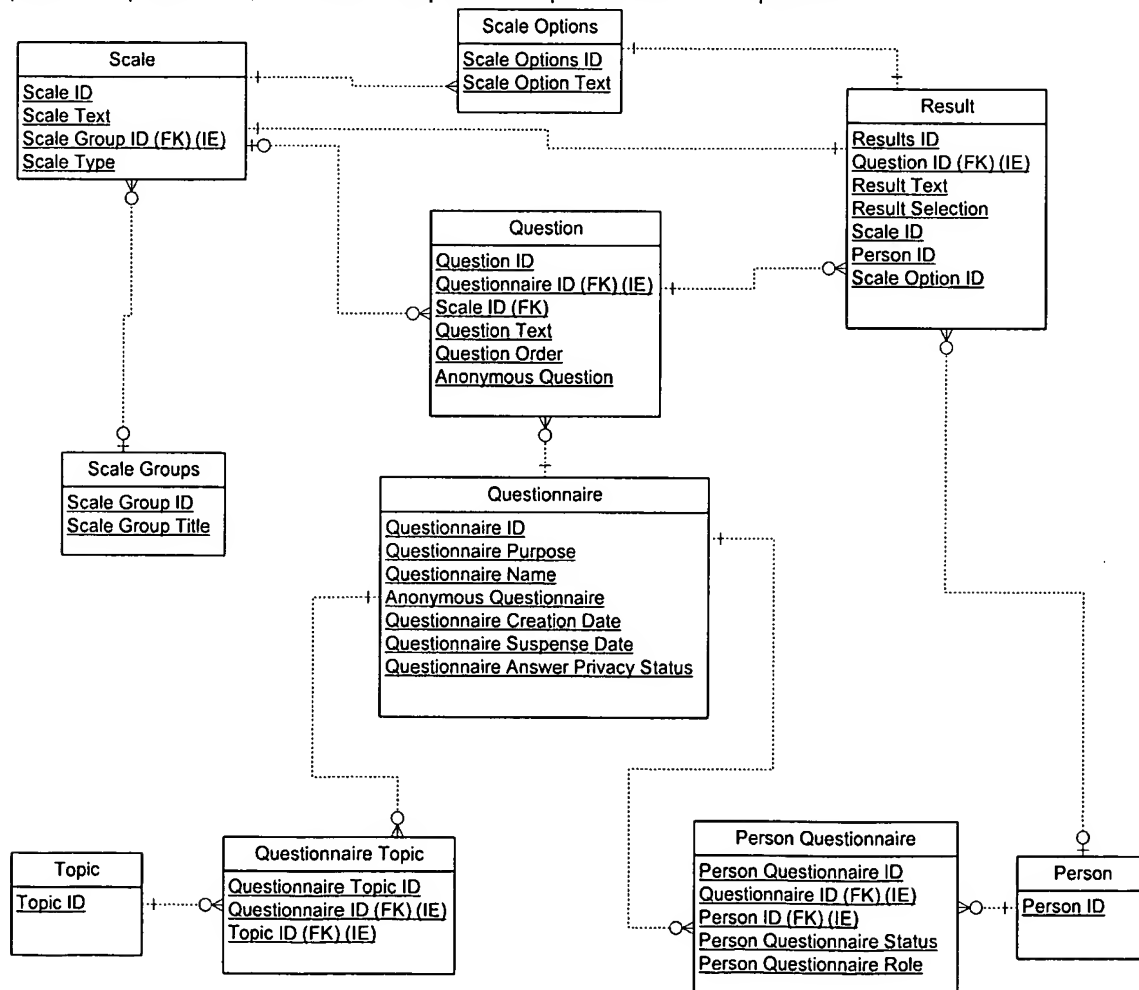 Scale Options
Scale Options ID
Scale Option Text
Scale
Scale ID
Scale Text
Scale Group ID (FK) (IE)
Scale Type
Result
Results ID
Question ID (FK) (IE)
Result Text
Result Selection
Scale ID
Person ID
Scale Option ID
Question
Question ID
Questionnaire ID (FK) (IE)
Scale ID (FK)
Question Text
Question Order
Anonymous Question
Scale Groups
Scale Group ID
Scale Group Title
Questionnaire
Questionnaire ID
Questionnaire Purpose
Questionnaire Name
Anonymous Questionnaire
Questionnaire Creation Date
Questionnaire Suspense Date
Questionnaire Answer Privacy Status
Topic
Topic ID
Questionnaire Topic
Questionnaire Topic ID
Questionnaire ID (FK) (IE)
Topic ID (FK) (IE)
Person Questionnaire
Person Questionnaire ID
Questionnaire ID (FK) (IE)
Person ID (FK) (IE)
Person Questionnaire Status
Person Questionnaire Role
Person
Person ID